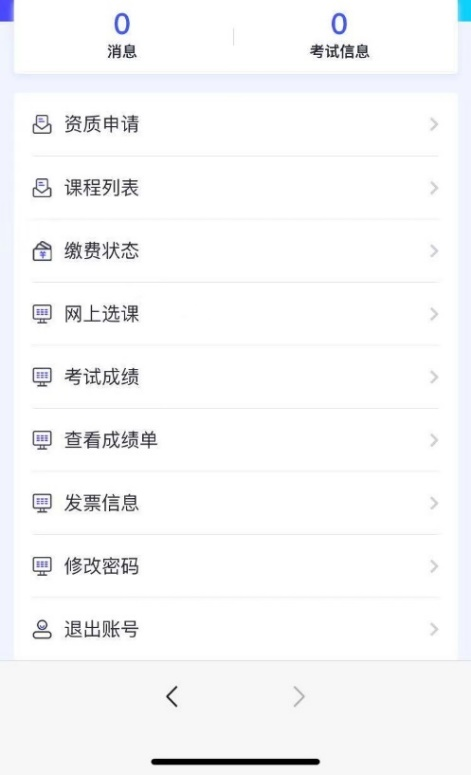 0
0
消息
考试信息
资质申请
课程列表
缴费状态
网上选课
考试成绩
查看成绩单
发票信息
修改密码
退出账号